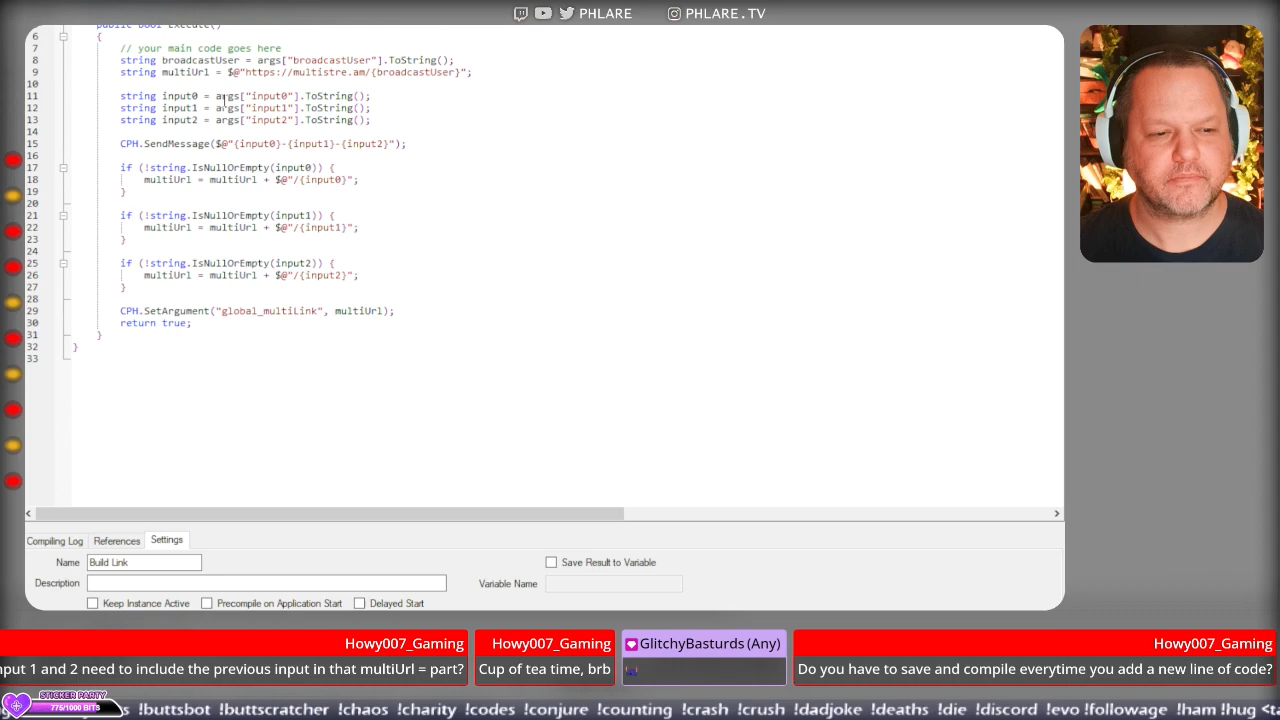 PHLARE PHLARE.TV
public bool Execute()
6 {
7 // your main code goes here
8 string broadcastUser = args["broadcastUser"].ToString();
9 string multiUrl = $@"https://multistre.am/{broadcastUser}";
10
11 string input0 = args["input0"].ToString();
12 string input1 = args["input1"].ToString();
13 string input2 = args["input2"].ToString();
14
15 CPH.SendMessage($@"{input0}-{input1}-{input2}");
16
17 if (!string.IsNullOrEmpty(input0)) {
18 multiUrl = multiUrl + $@"/{input0}";
19 }
20
21 if (!string.IsNullOrEmpty(input1)) {
22 multiUrl = multiUrl + $@"/{input1}";
23 }
24
25 if (!string.IsNullOrEmpty(input2)) {
26 multiUrl = multiUrl + $@"/{input2}";
27 }
28
29 CPH.SetArgument("global_multiLink", multiUrl);
30 return true;
31 }
32 }
33
Compiling Log References Settings
Name Build Link Save Result to Variable
Description Variable Name
Keep Instance Active Precompile on Application Start Delayed Start
Howy007_Gaming Howy007_Gaming GlitchyBasturds (Any) Howy007_Gaming
nput 1 and 2 need to include the previous input in that multiUrl = part? Cup of tea time, brb Do you have to save and compile everytime you add a new line of code?
STICKER PARTY
775/1000 BITS
s !buttsbot !buttscratcher !chaos !charity !codes !conjure !counting !crash !crush !dadjoke !deaths !die !discord !evo !followage !ham !hug <ta